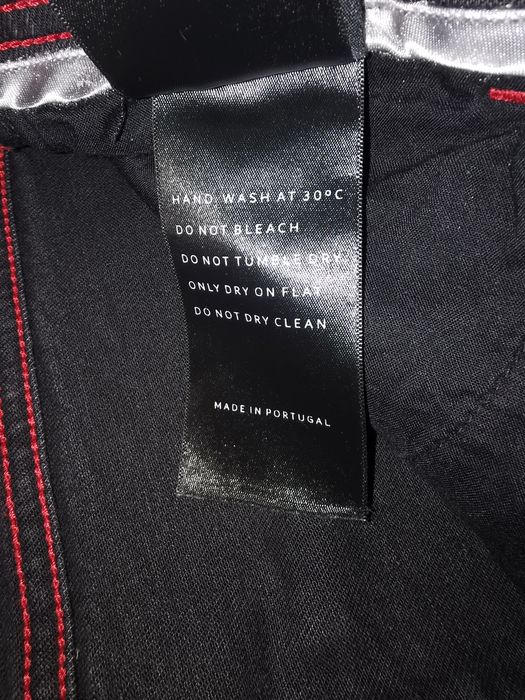 HAND WASH AT 30ºC
DO NOT BLEACH
DO NOT TUMBLE DRY
ONLY DRY ON FLAT
DO NOT DRY CLEAN
MADE IN PORTUGAL